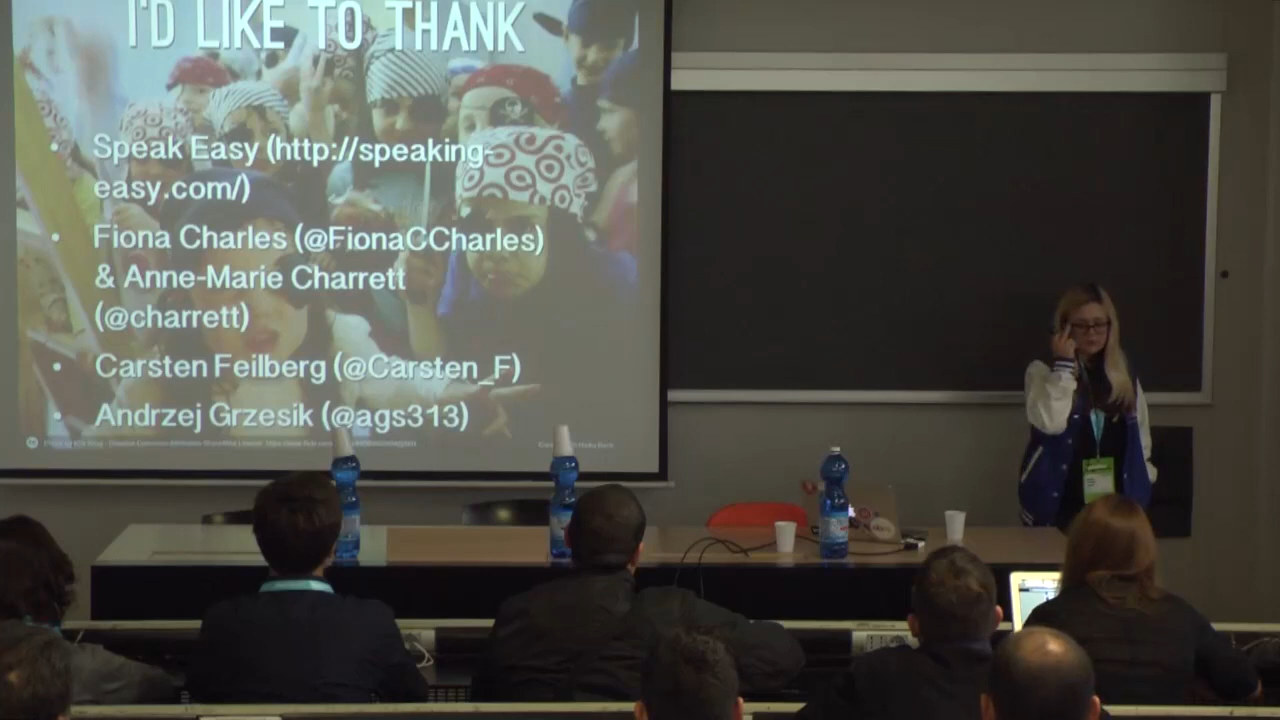 I'D LIKE TO THANK
• Speak Easy (http://speaking-
easy.com/)
• Fiona Charles (@FionaCCharles)
& Anne-Marie Charrett
(@charrett)
• Carsten Feilberg (@Carsten_F)
• Andrzej Grzesik (@ags313)